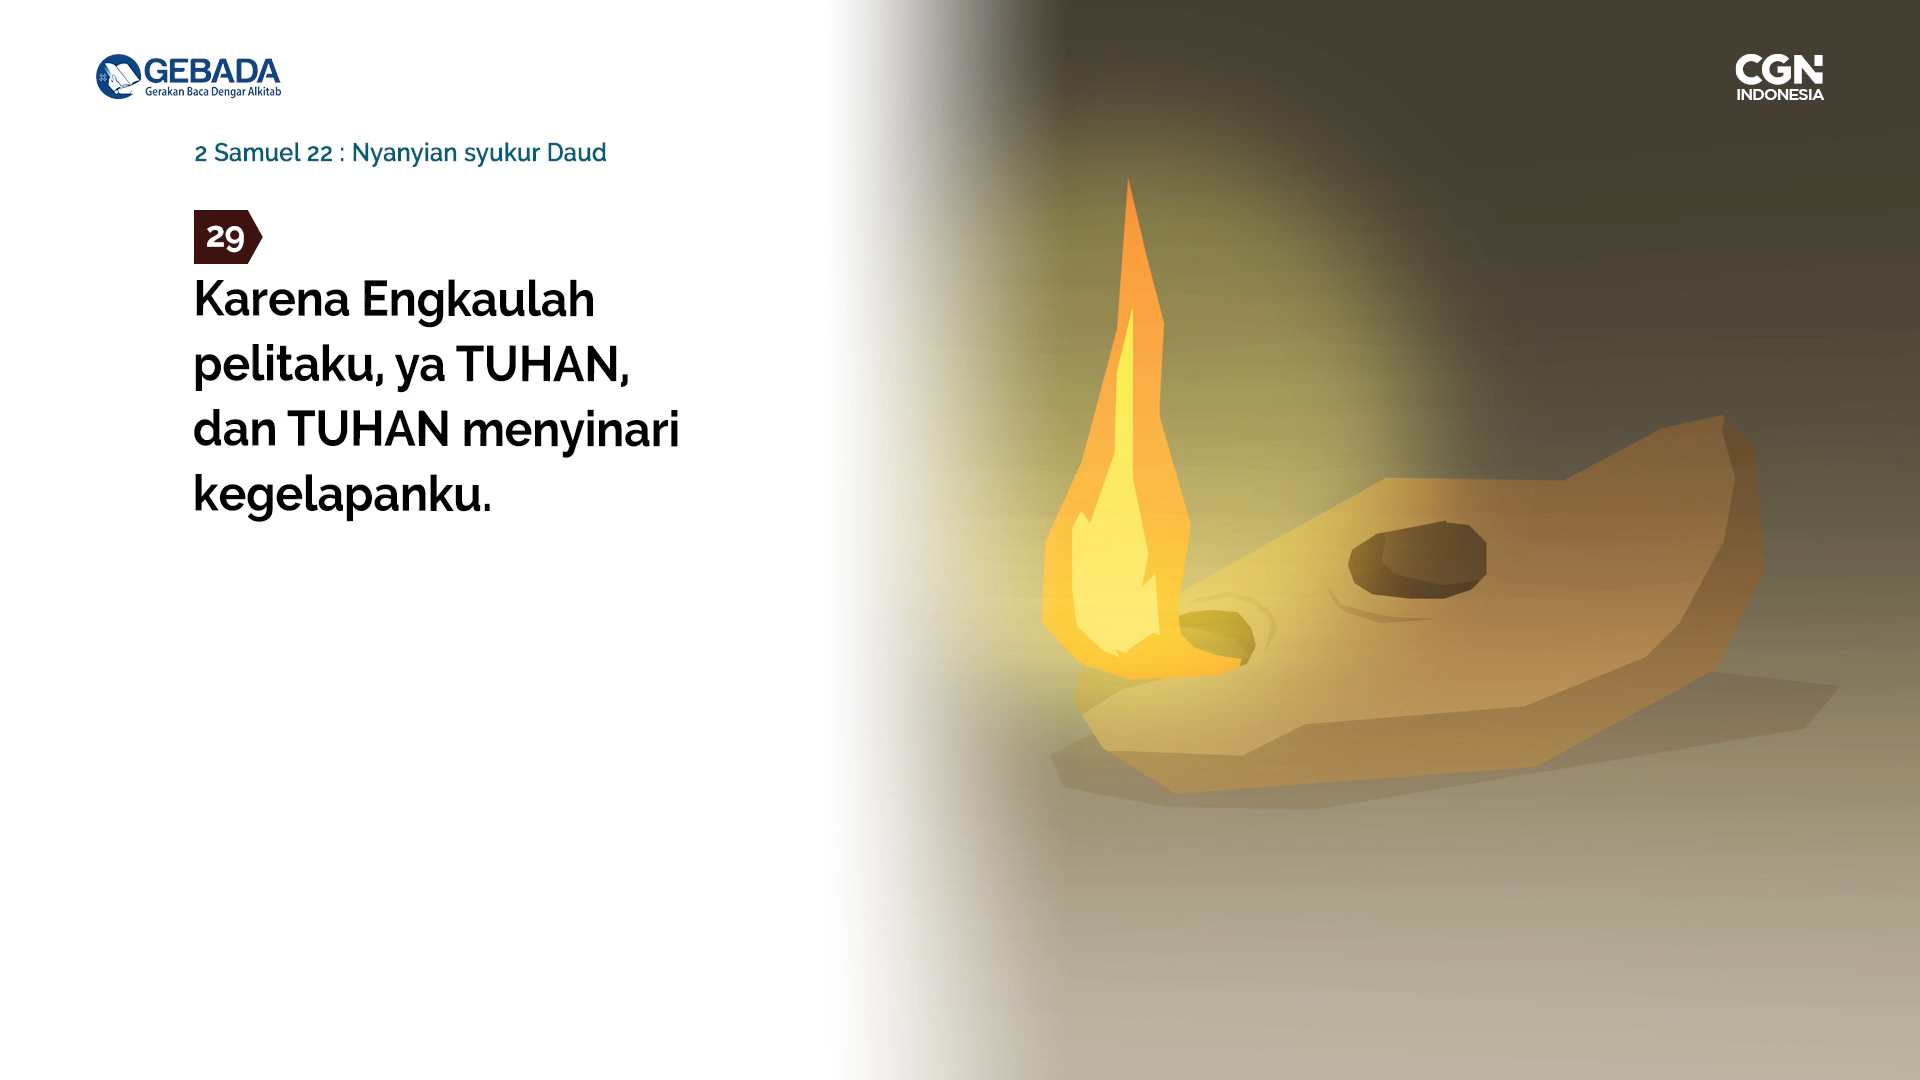 GEBADA
Gerakan Baca Dengar Alkitab
CGN
INDONESIA
2 Samuel 22 : Nyanyian syukur Daud
29
Karena Engkaulah
pelitaku, ya TUHAN,
dan TUHAN menyinari
kegelapanku.